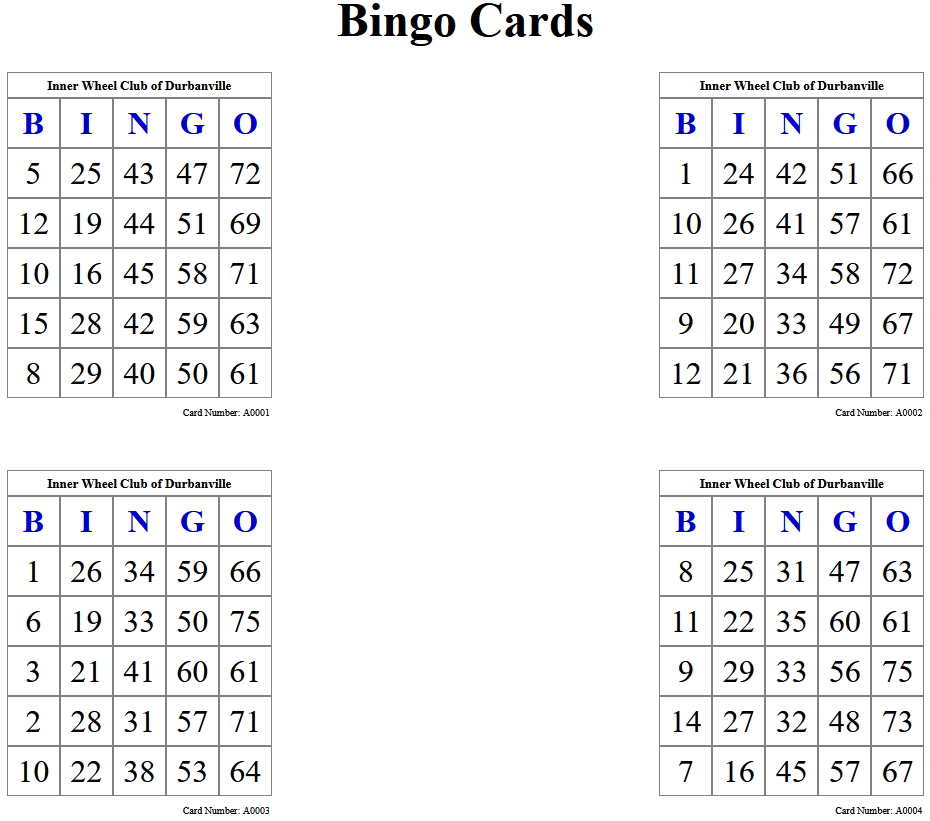 Bingo Cards
Inner Wheel Club of Durbanville
B I N G O
5 25 43 47 72
12 19 44 51 69
10 16 45 58 71
15 28 42 59 63
8 29 40 50 61
Card Number: A0001
Inner Wheel Club of Durbanville
B I N G O
1 24 42 51 66
10 26 41 57 61
11 27 34 58 72
9 20 33 49 67
12 21 36 56 71
Card Number: A0002
Inner Wheel Club of Durbanville
B I N G O
1 26 34 59 66
6 19 33 50 75
3 21 41 60 61
2 28 31 57 71
10 22 38 53 64
Card Number: A0003
Inner Wheel Club of Durbanville
B I N G O
8 25 31 47 63
11 22 35 60 61
9 29 33 56 75
14 27 32 48 73
7 16 45 57 67
Card Number: A0004